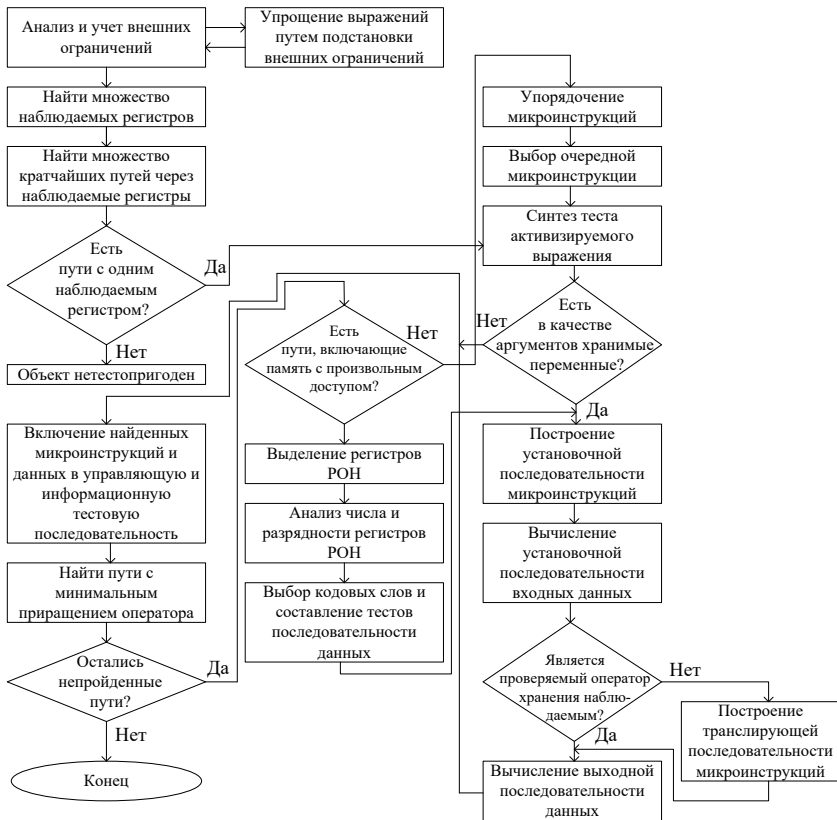 Анализ и учет внешних
ограничений
Упрощение выражений
путем подстановки
внешних ограничений
Найти множество
наблюдаемых регистров
Найти множество
кратчайших путей через
наблюдаемые регистры
Есть
пути с одним
наблюдаемым
регистром?
Да
Нет
Объект нетестопригоден
Включение найденных
микроинструкций и
данных в управляющую и
информационную
тестовую
последовательность
Найти пути с
минимальным
приращением оператора
Остались
непройденные
пути?
Да
Нет
Конец
Есть
пути, включающие
память с произвольным
доступом?
Нет
Выделение регистров
РОН
Анализ числа и
разрядности регистров
РОН
Выбор кодовых слов и
составление тестов
последовательности
данных
Упорядочение
микроинструкций
Выбор очередной
микроинструкции
Синтез теста
активизируемого
выражения
Есть
в качестве
аргументов хранимые
переменные?
Нет
Да
Построение
установочной
последовательности
микроинструкций
Вычисление
установочной
последовательности
входных данных
Является
проверяемый оператор
хранения наблю-
даемым?
Нет
Да
Построение
транслирующей
последовательности
микроинструкций
Вычисление выходной
последовательности
данных